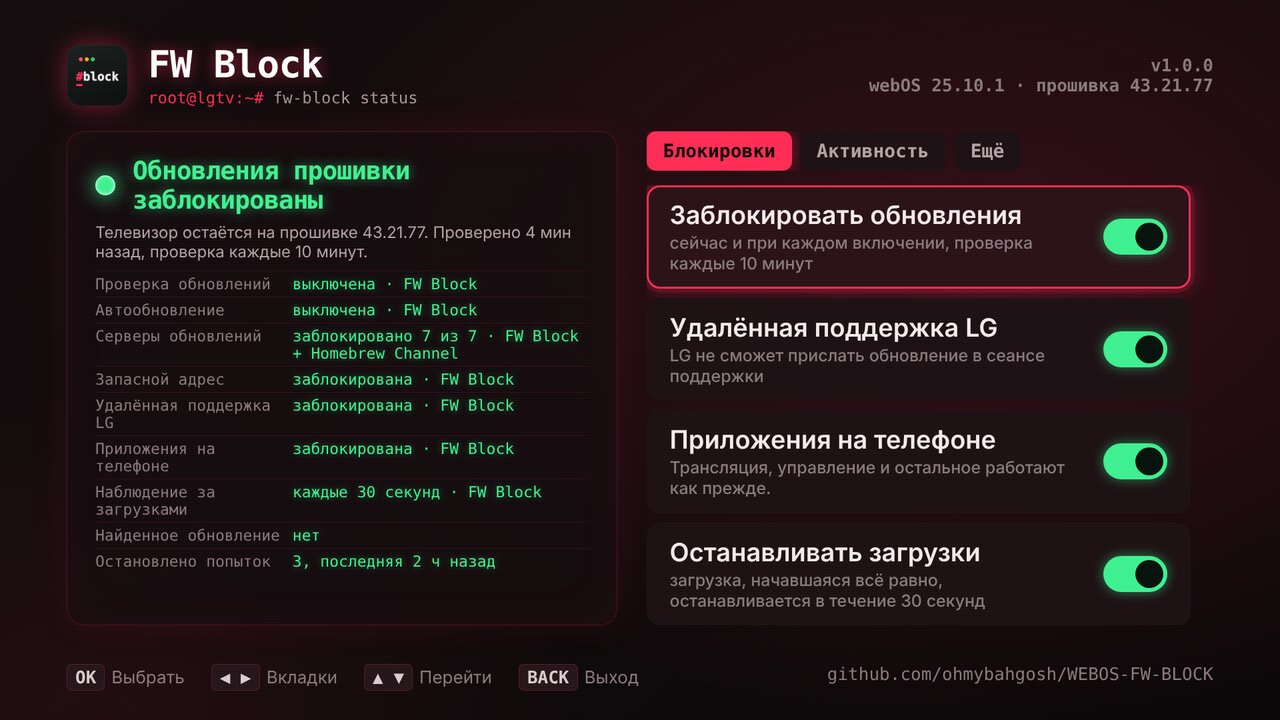 #block
FW Block
root@lgtv:~# fw-block status
v1.0.0
webOS 25.10.1 · прошивка 43.21.77
Обновления прошивки
заблокированы
Телевизор остаётся на прошивке 43.21.77. Проверено 4 мин
назад, проверка каждые 10 минут.
Проверка обновлений выключена · FW Block
Автообновление выключена · FW Block
Серверы обновлений заблокировано 7 из 7 · FW Block
+ Homebrew Channel
Запасной адрес заблокирована · FW Block
Удалённая поддержка заблокирована · FW Block
LG
Приложения на заблокирована · FW Block
телефоне
Наблюдение за каждые 30 секунд · FW Block
загрузками
Найденное обновление нет
Остановлено попыток 3, последняя 2 ч назад
Блокировки Активность Ещё
Заблокировать обновления
сейчас и при каждом включении, проверка
каждые 10 минут
Удалённая поддержка LG
LG не сможет прислать обновление в сеансе
поддержки
Приложения на телефоне
Трансляция, управление и остальное работают
как прежде.
Останавливать загрузки
загрузка, начавшаяся всё равно,
останавливается в течение 30 секунд
OK Выбрать ◀ ▶ Вкладки ▲ ▼ Перейти BACK Выход
github.com/ohmybahgosh/WEBOS-FW-BLOCK